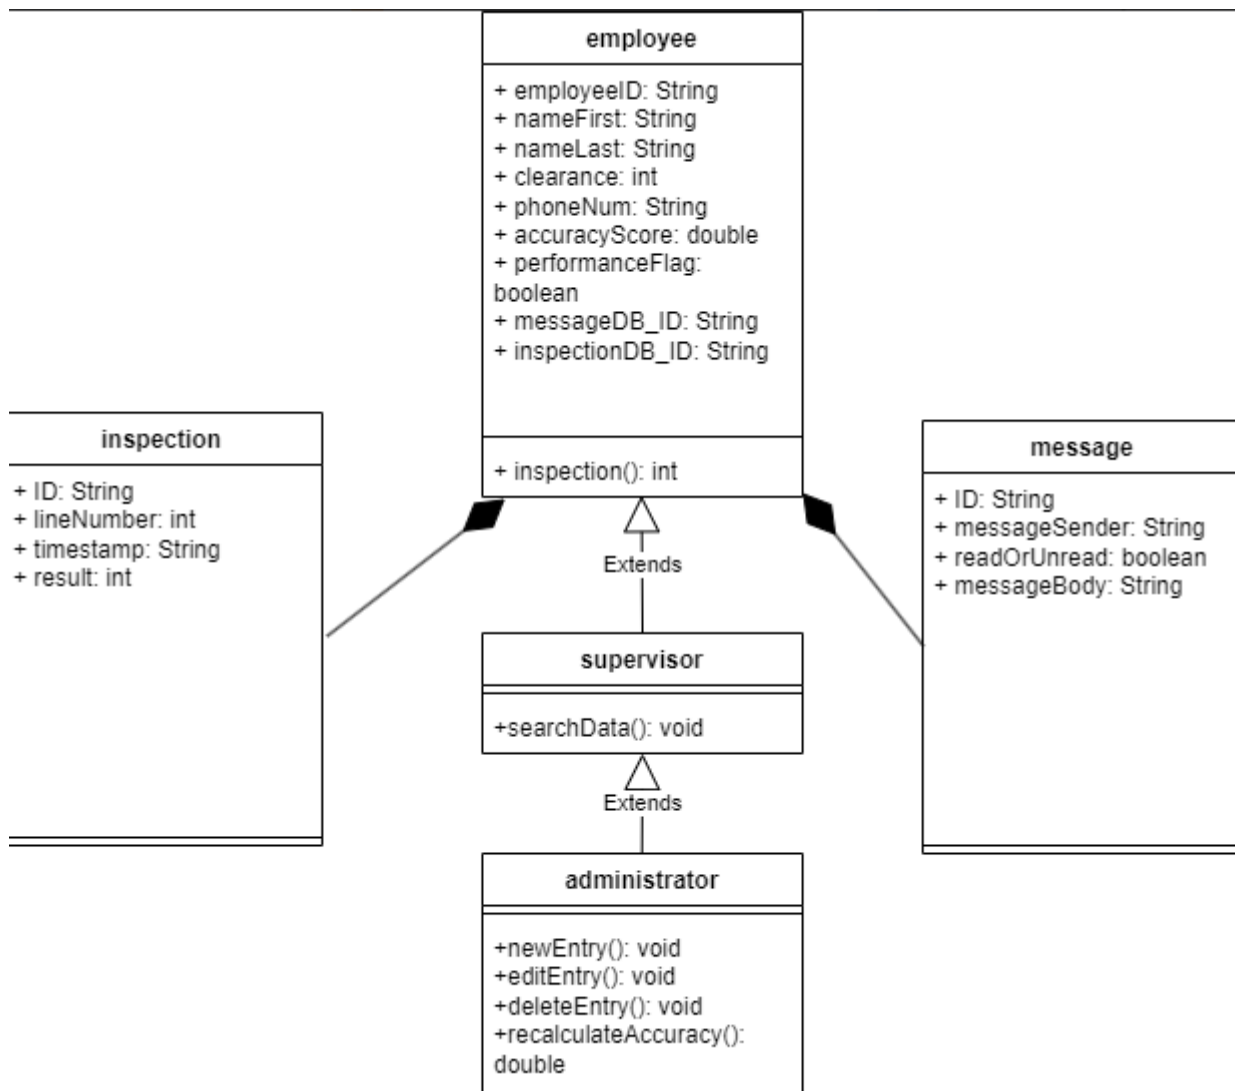 employee
+ employeeID: String
+ nameFirst: String
+ nameLast: String
+ clearance: int
+ phoneNum: String
+ accuracyScore: double
+ performanceFlag:
boolean
+ messageDB_ID: String
+ inspectionDB_ID: String
+ inspection(): int
inspection
+ ID: String
+ lineNumber: int
+ timestamp: String
+ result: int
message
+ ID: String
+ messageSender: String
+ readOrUnread: boolean
+ messageBody: String
Extends
supervisor
+searchData(): void
Extends
administrator
+newEntry(): void
+editEntry(): void
+deleteEntry(): void
+recalculateAccuracy():
double